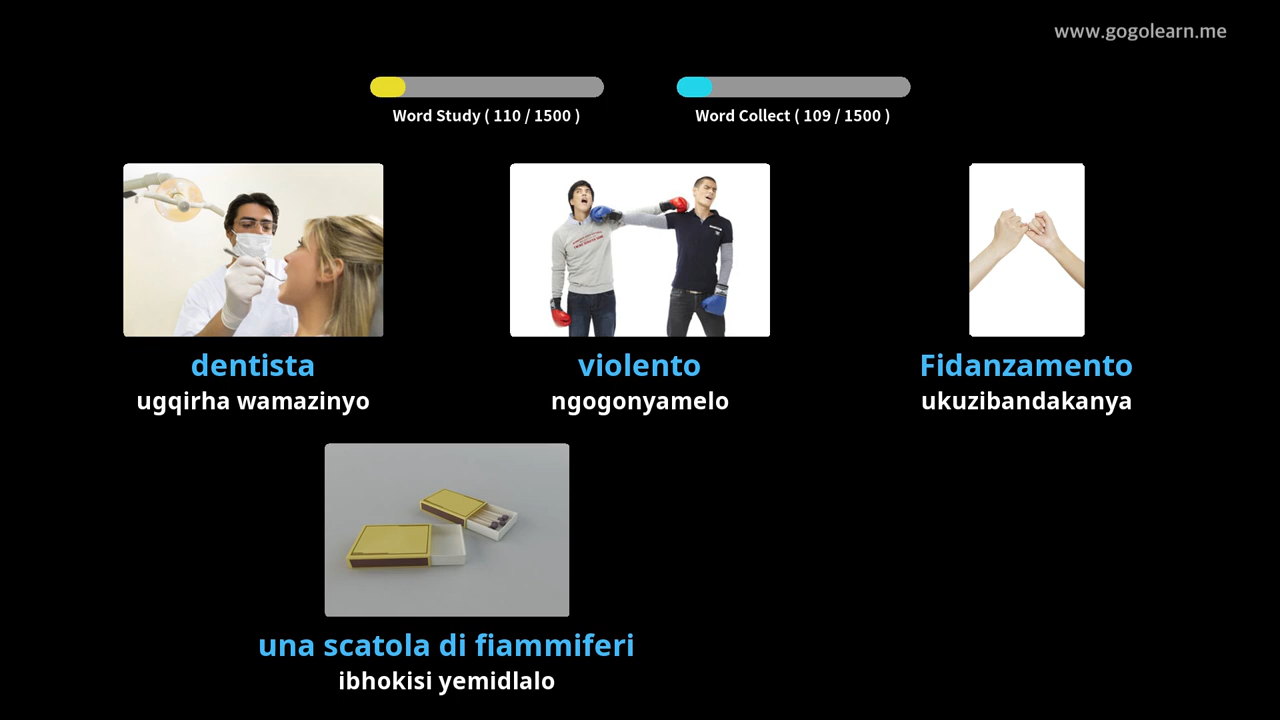 www.gogolearn.me
Word Study ( 110 / 1500 )
Word Collect ( 109 / 1500 )
dentista
ugqirha wamazinyo
violento
ngogonyamelo
Fidanzamento
ukuzibandakanya
una scatola di fiammiferi
ibhokisi yemidlalo